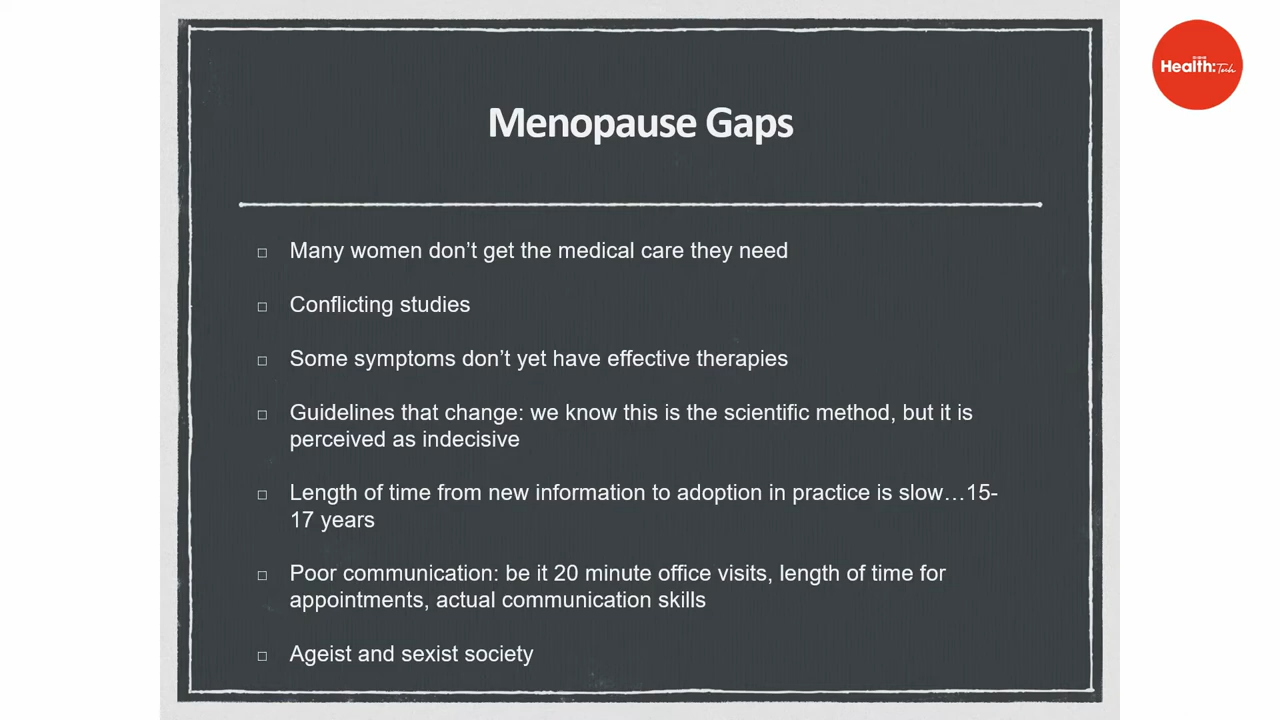 Health:Tech
Menopause Gaps
Many women don’t get the medical care they need
Conflicting studies
Some symptoms don’t yet have effective therapies
Guidelines that change: we know this is the scientific method, but it is
perceived as indecisive
Length of time from new information to adoption in practice is slow…15-
17 years
Poor communication: be it 20 minute office visits, length of time for
appointments, actual communication skills
Ageist and sexist society